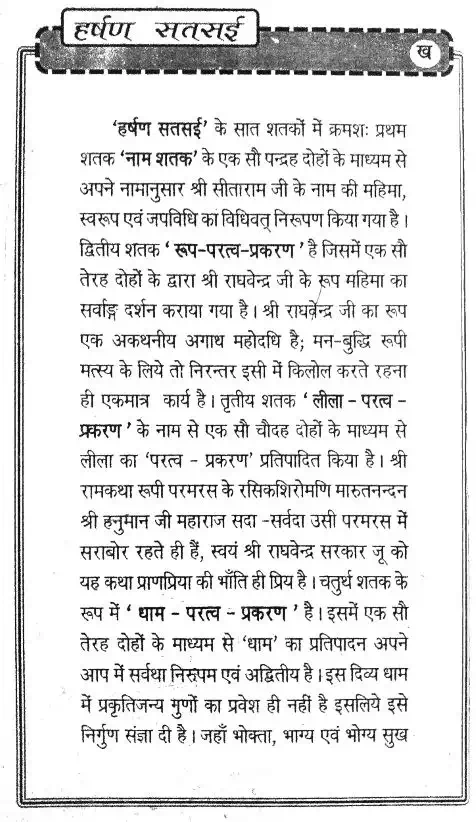 हर्षण सतसई
ख
'हर्षण सतसई' के सात शतकों में क्रमशः प्रथम
शतक 'नाम शतक' के एक सौ पन्द्रह दोहों के माध्यम से
अपने नामानुसार श्री सीताराम जी के नाम की महिमा,
स्वरूप एवं जपविधि का विधिवत् निरूपण किया गया है।
द्वितीय शतक ' रूप-परत्व-प्रकरण ' है जिसमें एक सौ
तेरह दोहों के द्वारा श्री राघवेन्द्र जी के रूप महिमा का
सर्वाङ्ग दर्शन कराया गया है। श्री राघवेन्द्र जी का रूप
एक अकथनीय अगाध महोदधि है; मन-बुद्धि रूपी
मत्स्य के लिये तो निरन्तर इसी में किलोल करते रहना
ही एकमात्र कार्य है। तृतीय शतक ' लीला - परत्व -
प्रकरण ' के नाम से एक सौ चौदह दोहों के माध्यम से
लीला का 'परत्व - प्रकरण' प्रतिपादित किया है। श्री
रामकथा रूपी परमरस के रसिकशिरोमणि मारुतनन्दन
श्री हनुमान जी महाराज सदा -सर्वदा उसी परमरस में
सराबोर रहते ही हैं, स्वयं श्री राघवेन्द्र सरकार जू को
यह कथा प्राणप्रिया की भाँति ही प्रिय है। चतुर्थ शतक के
रूप में ' धाम - परत्व - प्रकरण ' है। इसमें एक सौ
तेरह दोहों के माध्यम से 'धाम' का प्रतिपादन अपने
आप में सर्वथा निरूपम एवं अद्वितीय है। इस दिव्य धाम
में प्रकृतिजन्य गुणों का प्रवेश ही नहीं है इसलिये इसे
निर्गुण संज्ञा दी है। जहाँ भोक्ता, भाग्य एवं भोग्य सुख